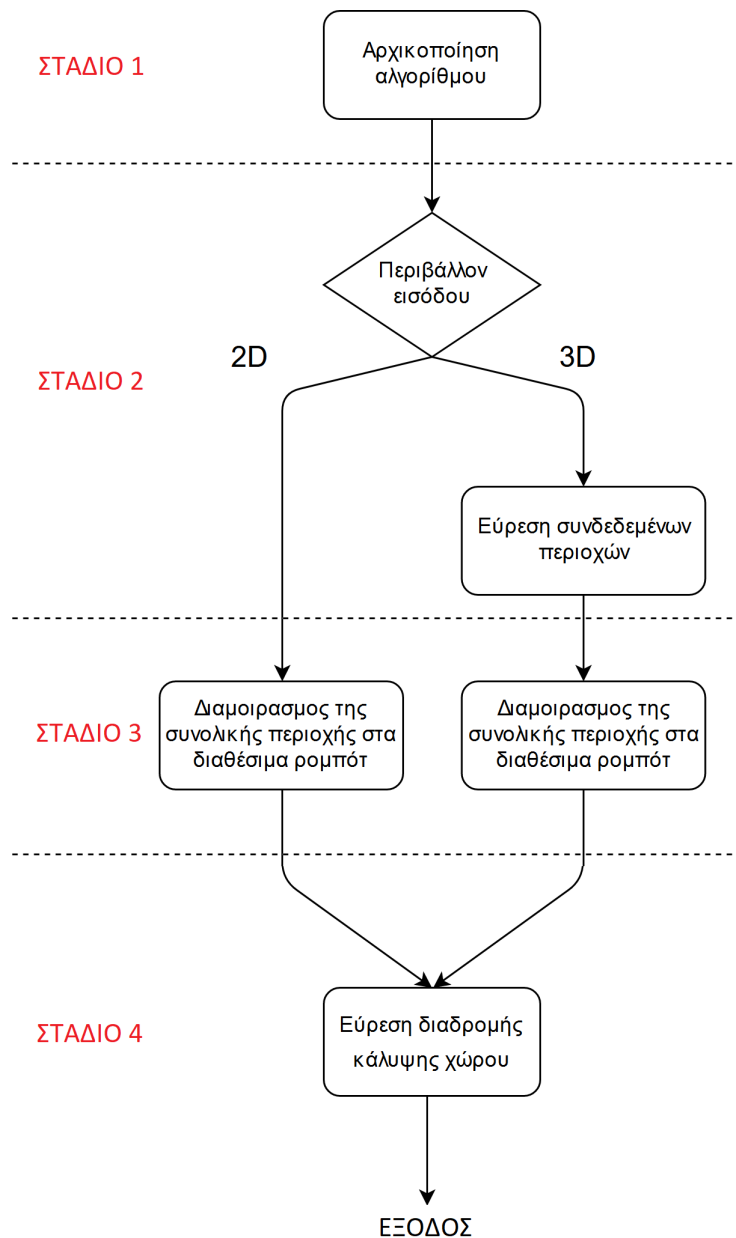 ΣΤΑΔΙΟ 1
Αρχικοποίηση
αλγορίθμου
Περιβάλλον
εισόδου
2D
3D
ΣΤΑΔΙΟ 2
Εύρεση συνδεδεμένων
περιοχών
ΣΤΑΔΙΟ 3
Διαμοιρασμος της
συνολικής περιοχής στα
διαθέσιμα ρομπότ
Διαμοιρασμος της
συνολικής περιοχής στα
διαθέσιμα ρομπότ
ΣΤΑΔΙΟ 4
Εύρεση διαδρομής
κάλυψης χώρου
ΕΞΟΔΟΣ